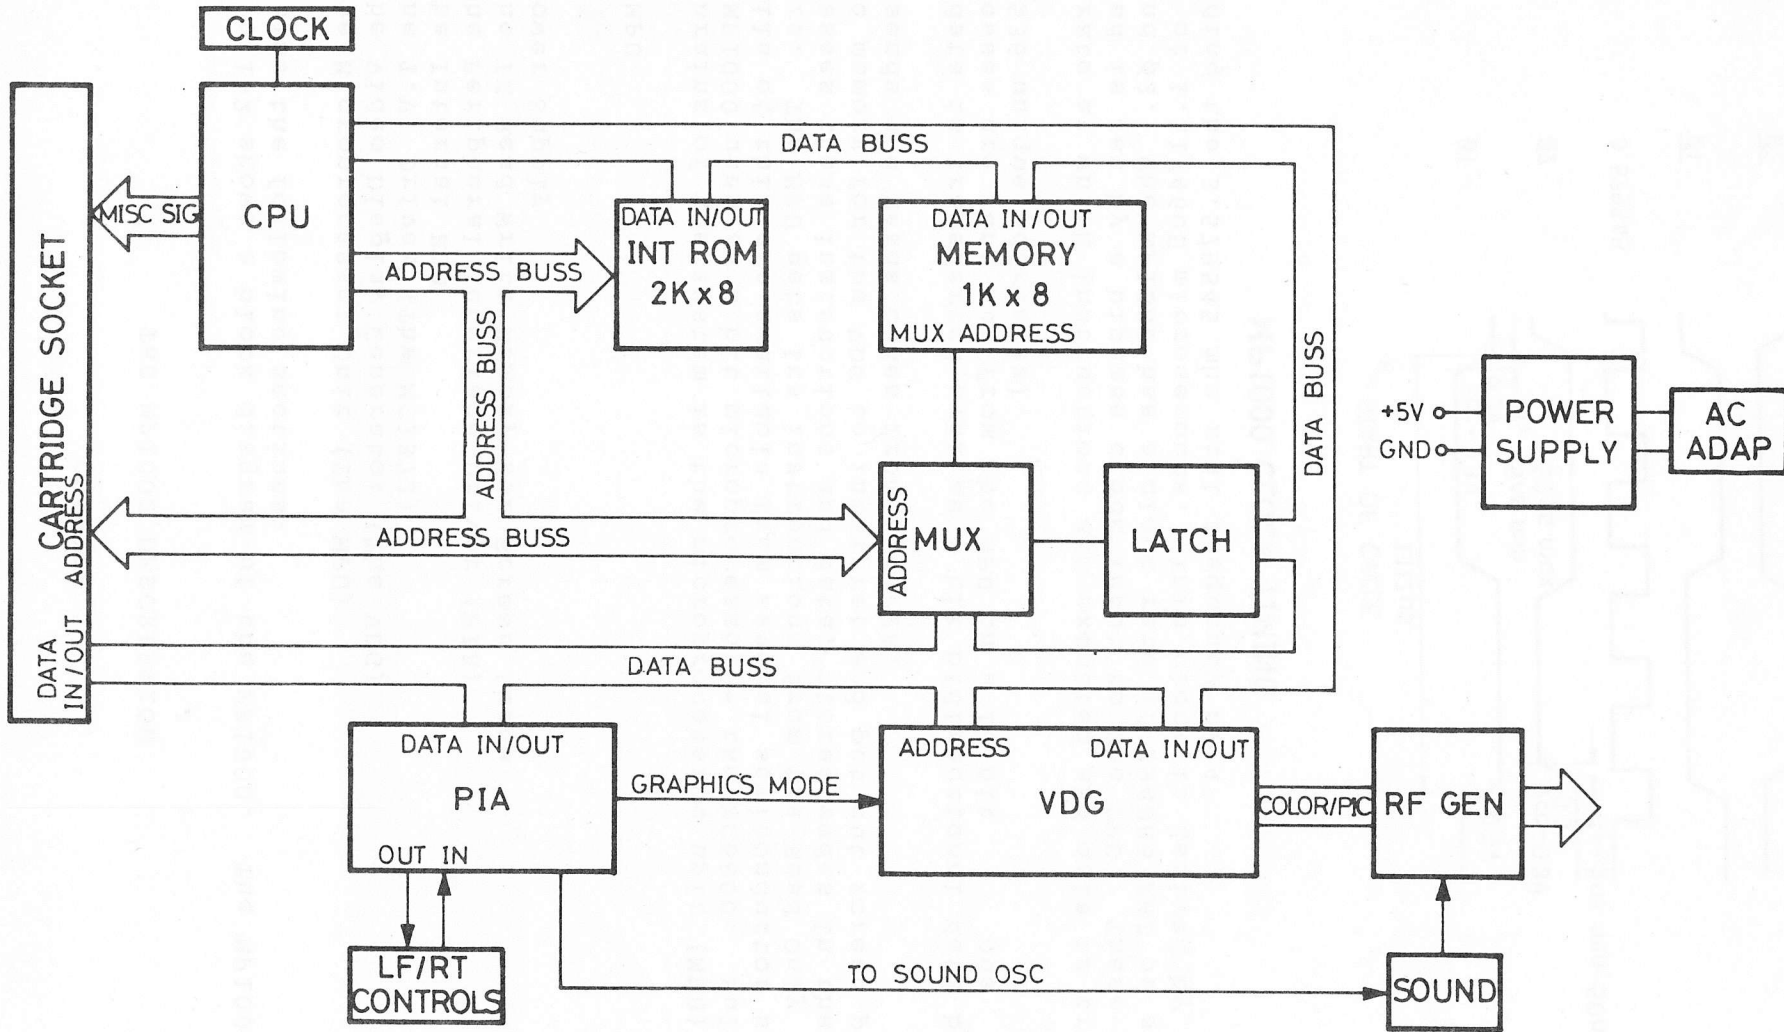 CLOCK
CARTRIDGE SOCKET
ADDRESS
DATA
IN/OUT
MISC SIG
CPU
DATA BUSS
DATA IN/OUT
INT ROM
2K x 8
DATA IN/OUT
MEMORY
1K x 8
MUX ADDRESS
ADDRESS BUSS
ADDRESS BUSS
ADDRESS BUSS
DATA BUSS
+5V
GND
POWER
SUPPLY
AC
ADAP
ADDRESS
MUX
LATCH
DATA BUSS
DATA IN/OUT
PIA
OUT IN
GRAPHICS MODE
ADDRESS
DATA IN/OUT
VDG
COLOR/PIC
RF GEN
LF/RT
CONTROLS
TO SOUND OSC
SOUND